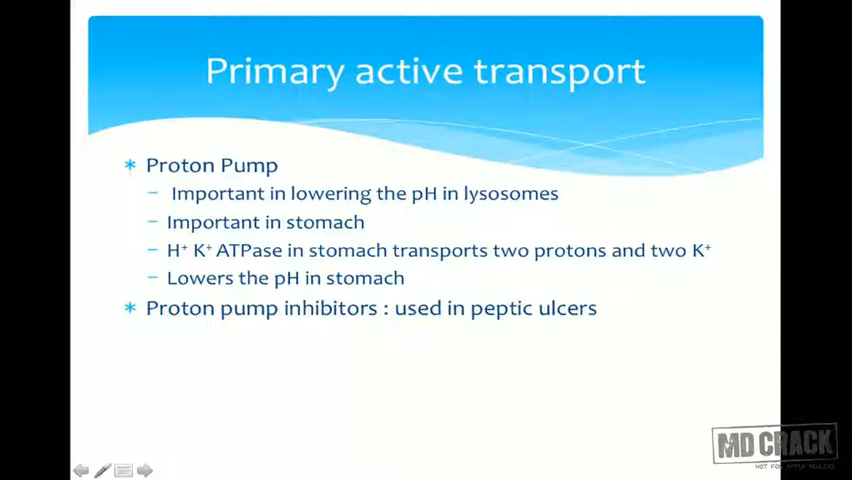 Primary active transport
* Proton Pump
– Important in lowering the pH in lysosomes
– Important in stomach
– H⁺ K⁺ ATPase in stomach transports two protons and two K⁺
– Lowers the pH in stomach
* Proton pump inhibitors : used in peptic ulcers
MD CRACK